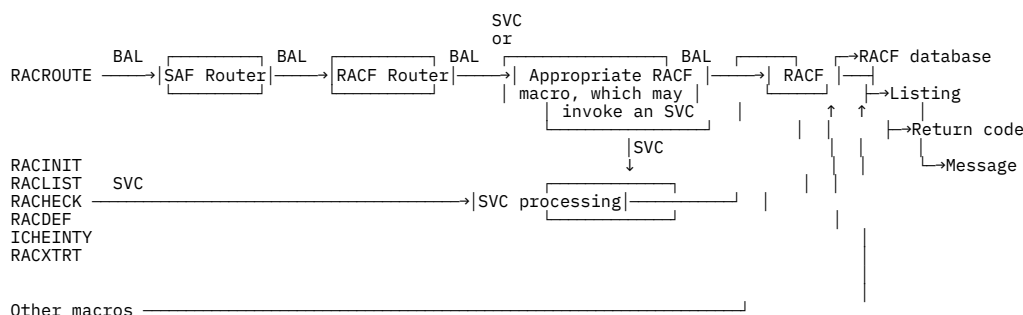 SVC
or
BAL BAL BAL BAL RACF database
RACROUTE SAF Router RACF Router Appropriate RACF RACF
macro, which may Listing
invoke an SVC
Return code
SVC
RACINIT Message
RACLIST SVC
RACHECK SVC processing
RACDEF
ICHEINTY
RACXTRT
Other macros